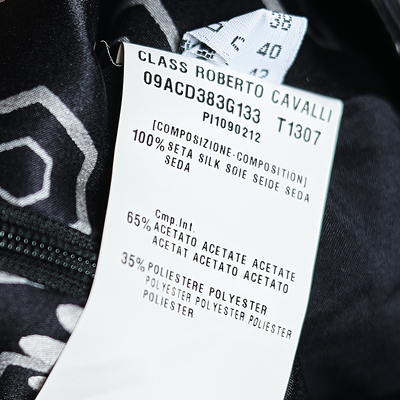 38
40
CLASS ROBERTO CAVALLI
09ACD383G133 T1307
PI1090212
[COMPOSIZIONE-COMPOSITION]
100% SETA SILK SOIE SEIDE SEDA
SEDA
Cmp.Int.
65% ACETATO ACETATE ACETATE
ACETAT ACETATO ACETATO
35% POLIESTERE POLYESTER
POLYESTER POLYESTER POLIESTER
POLIESTER